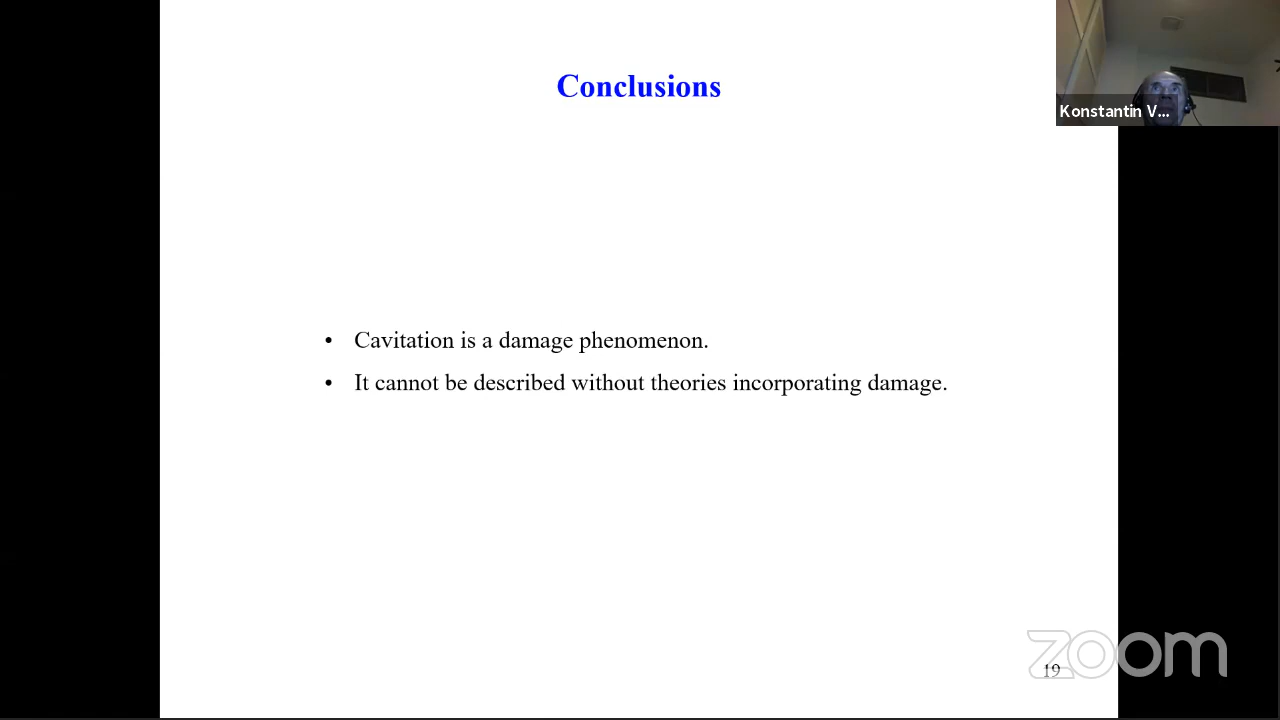 Conclusions
Konstantin V...
• Cavitation is a damage phenomenon.
• It cannot be described without theories incorporating damage.
zoom
19